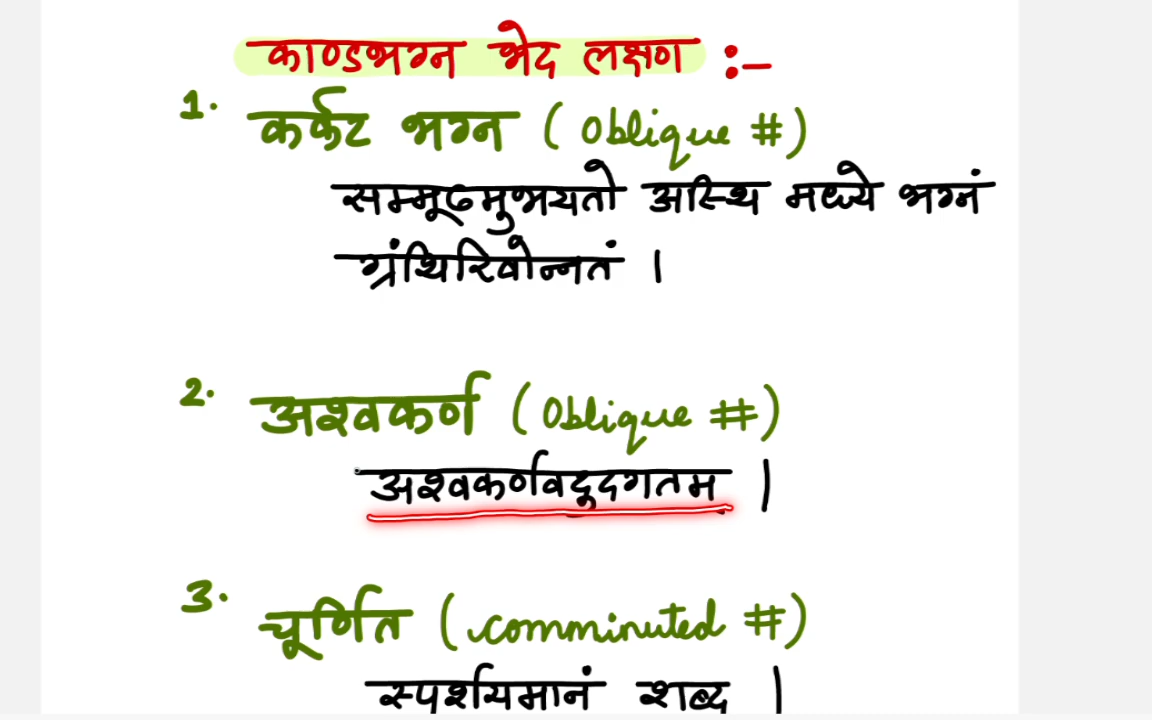 काण्डभग्न भेद लक्षण :-
1. कर्कट भग्न ( Oblique # )
सम्मूढमुभयतो अस्थि मध्ये भग्नं
ग्रंथिरिवोन्नतं ।
2. अश्वकर्ण ( Oblique # )
अश्वकर्णवदुदगतम ।
3. चूर्णित ( comminuted # )
स्पर्शयमानं शब्द ।